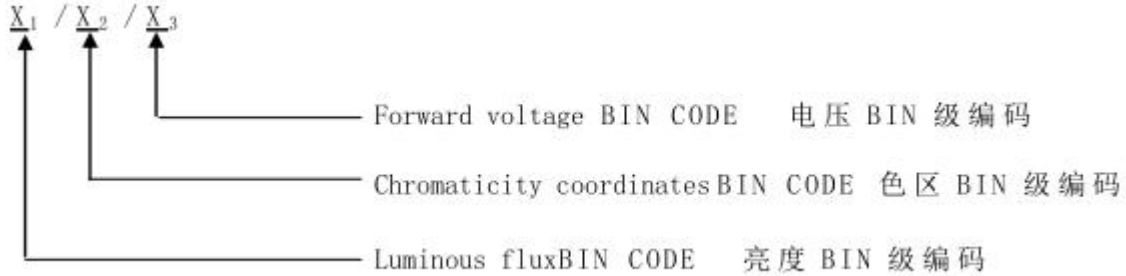 X1 / X2 / X3
Forward voltage BIN CODE 电压 BIN 级编码
Chromaticity coordinates BIN CODE 色区 BIN 级编码
Luminous fluxBIN CODE 亮度 BIN 级编码